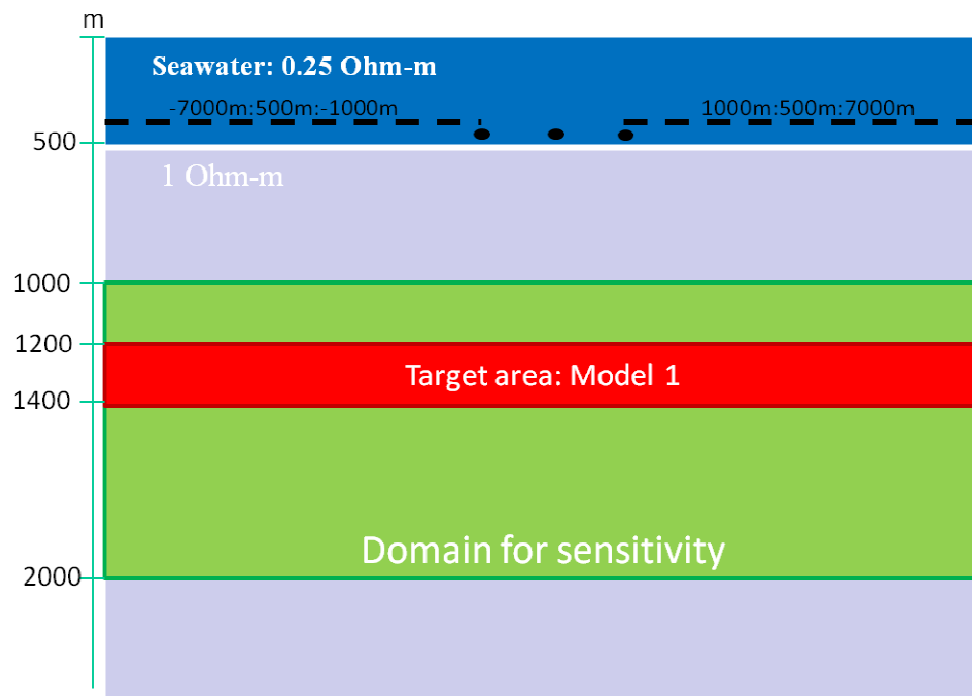 m
Seawater: 0.25 Ohm-m
-7000m:500m:-1000m
1000m:500m:7000m
500
1 Ohm-m
1000
1200
Target area: Model 1
1400
Domain for sensitivity
2000